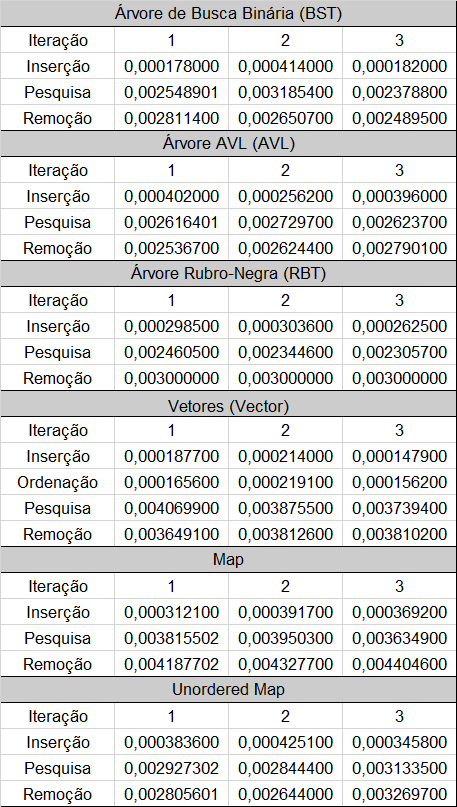 Árvore de Busca Binária (BST)
Iteração 1 2 3
Inserção 0,000178000 0,000414000 0,000182000
Pesquisa 0,002548901 0,003185400 0,002378800
Remoção 0,002811400 0,002650700 0,002489500
Árvore AVL (AVL)
Iteração 1 2 3
Inserção 0,000402000 0,000256200 0,000396000
Pesquisa 0,002616401 0,002729700 0,002623700
Remoção 0,002536700 0,002624400 0,002790100
Árvore Rubro-Negra (RBT)
Iteração 1 2 3
Inserção 0,000298500 0,000303600 0,000262500
Pesquisa 0,002460500 0,002344600 0,002305700
Remoção 0,003000000 0,003000000 0,003000000
Vetores (Vector)
Iteração 1 2 3
Inserção 0,000187700 0,000214000 0,000147900
Ordenação 0,000165600 0,000219100 0,000156200
Pesquisa 0,004069900 0,003875500 0,003739400
Remoção 0,003649100 0,003812600 0,003810200
Map
Iteração 1 2 3
Inserção 0,000312100 0,000391700 0,000369200
Pesquisa 0,003815502 0,003950300 0,003634900
Remoção 0,004187702 0,004327700 0,004404600
Unordered Map
Iteração 1 2 3
Inserção 0,000383600 0,000425100 0,000345800
Pesquisa 0,002927302 0,002844400 0,003133500
Remoção 0,002805601 0,002644000 0,003269700